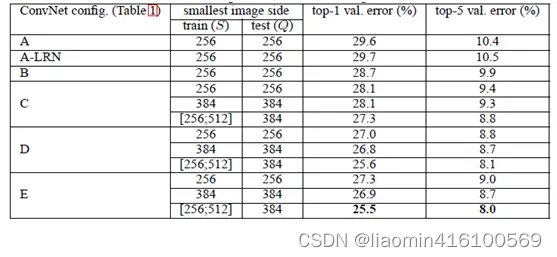 ConvNet config. (Table 1) smallest image side top-1 val. error (%) top-5 val. error (%)
train (S) test (Q)
A 256 256 29.6 10.4
A-LRN 256 256 29.7 10.5
B 256 256 28.7 9.9
C 256 256 28.1 9.4
384 384 28.1 9.3
[256;512] 384 27.3 8.8
D 256 256 27.0 8.8
384 384 26.8 8.7
[256;512] 384 25.6 8.1
E 256 256 27.3 9.0
384 384 26.9 8.7
[256;512] 384 25.5 8.0
CSDN @liaomin416100569